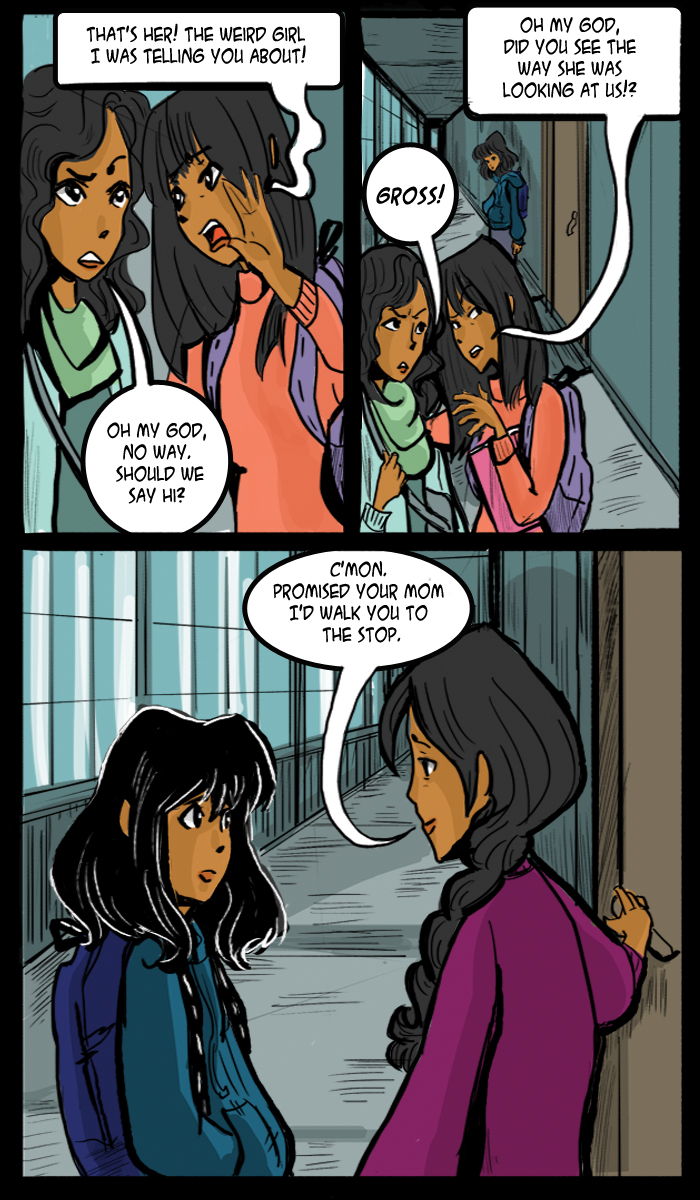 THAT'S HER! THE WEIRD GIRL
I WAS TELLING YOU ABOUT!
OH MY GOD,
NO WAY.
SHOULD WE
SAY HI?
OH MY GOD,
DID YOU SEE THE
WAY SHE WAS
LOOKING AT US!?
GROSS!
C'MON.
PROMISED YOUR MOM
I'D WALK YOU TO
THE STOP.